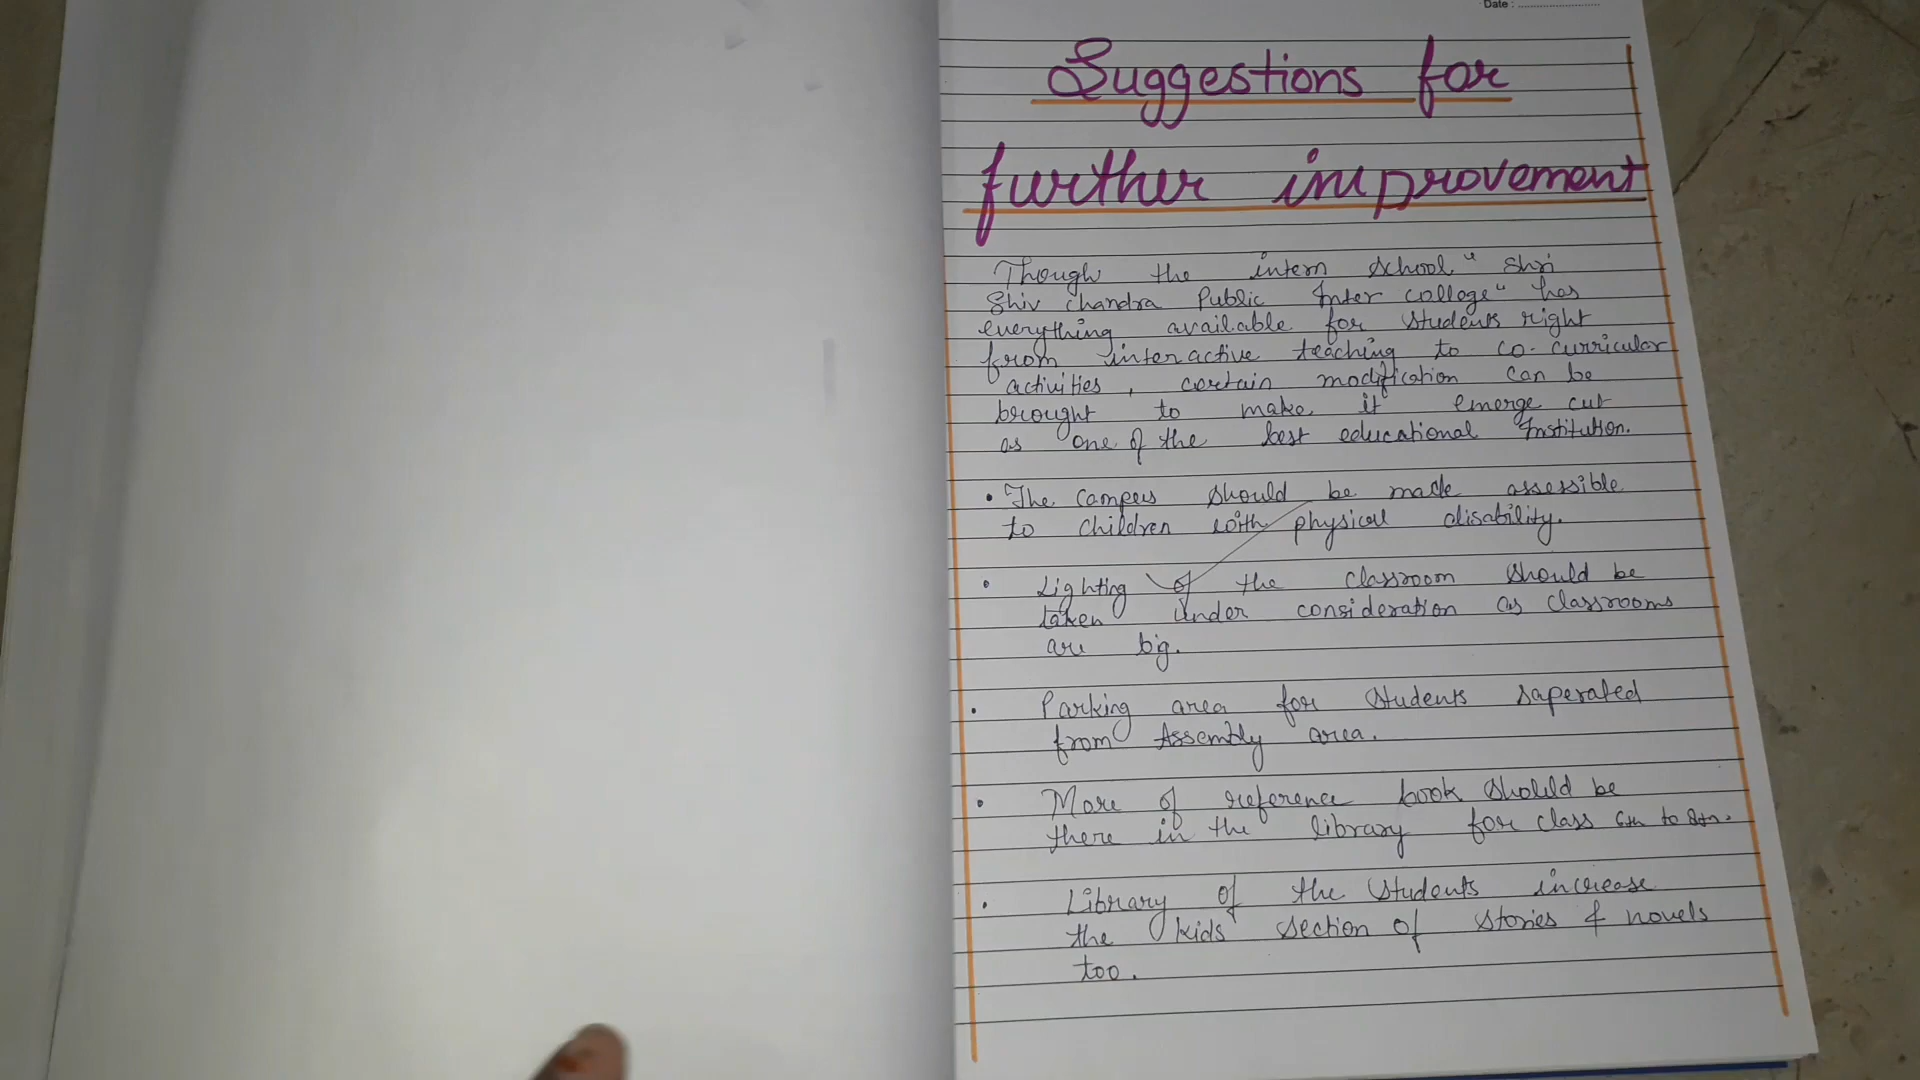 Date : ............................
Suggestions for
further improvement
Though the intern school " Shri
Shiv Chandra Public Inter college" has
everything available for students right
from interactive teaching to co-curricular
activities, certain modification can be
brought to make it emerge out
as one of the best educational Institution.
• The campus should be made assessible
to children with physical disability.
• Lighting of the classroom should be
taken under consideration as classrooms
are big.
• Parking area for students saperated
from Assembly area.
• More of reference book should be
there in the library for class 6th to 8th.
• Library of the students increase
the kids section of stories & novels
too.